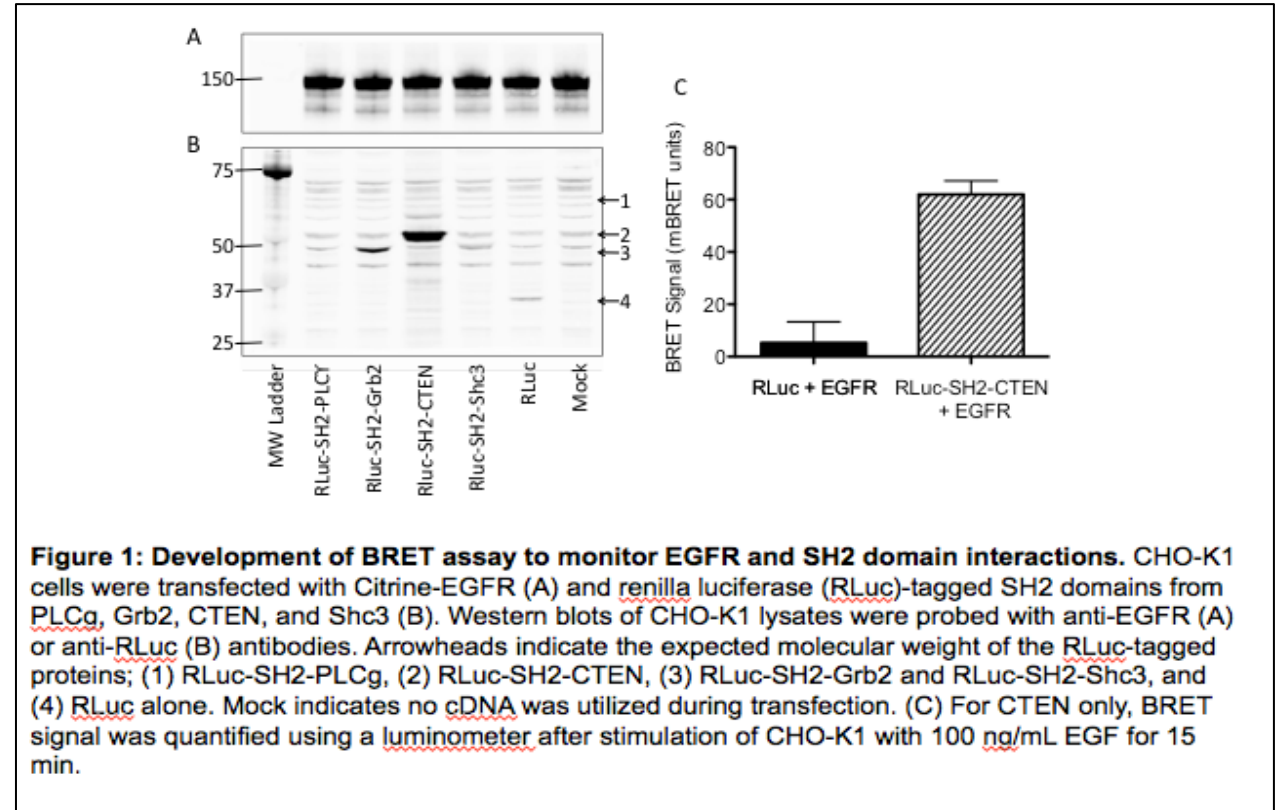 A
150
B
75
50
37
25
1
2
3
4
MW Ladder
RLuc-SH2-PLCY
Rluc-SH2-Grb2
Rluc-SH2-CTEN
Rluc-SH2-Shc3
RLuc
Mock
C
BRET Signal (mBRET units)
80
60
40
20
0
RLuc + EGFR
RLuc-SH2-CTEN
+ EGFR
Figure 1: Development of BRET assay to monitor EGFR and SH2 domain interactions. CHO-K1
cells were transfected with Citrine-EGFR (A) and renilla luciferase (RLuc)-tagged SH2 domains from
PLCg, Grb2, CTEN, and Shc3 (B). Western blots of CHO-K1 lysates were probed with anti-EGFR (A)
or anti-RLuc (B) antibodies. Arrowheads indicate the expected molecular weight of the RLuc-tagged
proteins; (1) RLuc-SH2-PLCg, (2) RLuc-SH2-CTEN, (3) RLuc-SH2-Grb2 and RLuc-SH2-Shc3, and
(4) RLuc alone. Mock indicates no cDNA was utilized during transfection. (C) For CTEN only, BRET
signal was quantified using a luminometer after stimulation of CHO-K1 with 100 ng/mL EGF for 15
min.